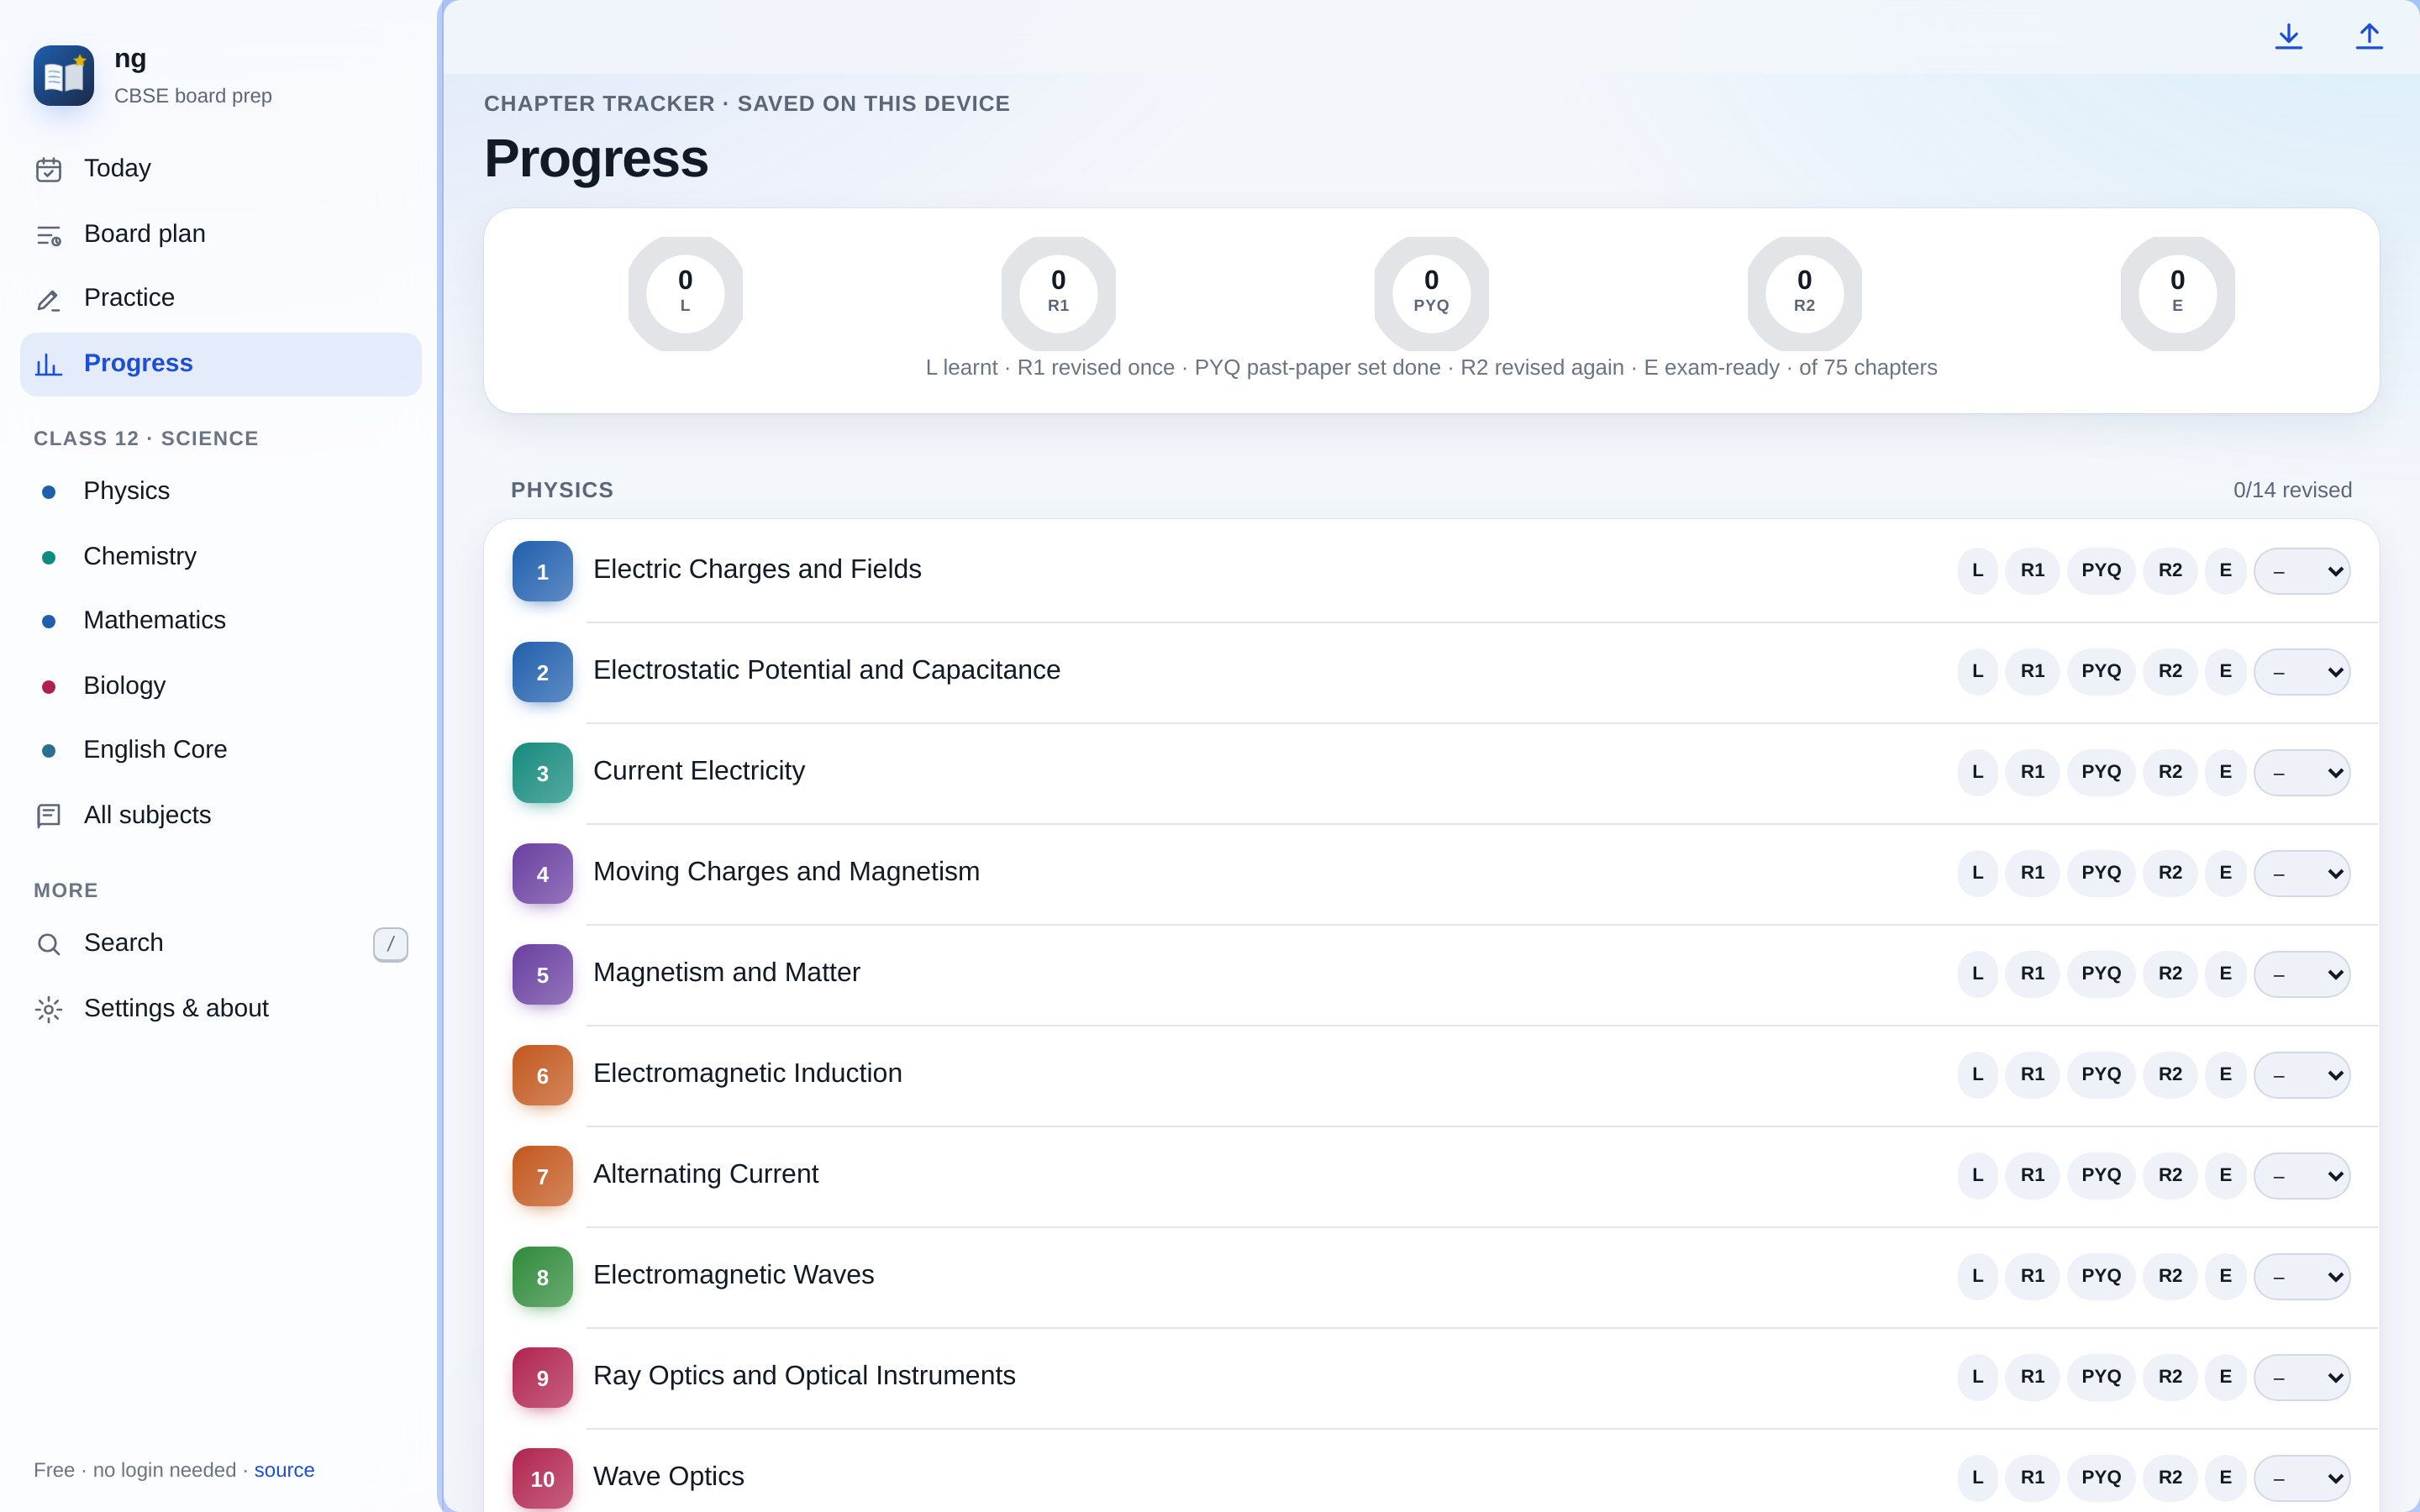 ng
CBSE board prep
Today
Board plan
Practice
Progress
CLASS 12 · SCIENCE
Physics
Chemistry
Mathematics
Biology
English Core
All subjects
MORE
Search /
Settings & about
Free · no login needed · source
CHAPTER TRACKER · SAVED ON THIS DEVICE
Progress
0 0 0 0 0
L R1 PYQ R2 E
L learnt · R1 revised once · PYQ past-paper set done · R2 revised again · E exam-ready · of 75 chapters
PHYSICS 0/14 revised
1 Electric Charges and Fields L R1 PYQ R2 E –
2 Electrostatic Potential and Capacitance L R1 PYQ R2 E –
3 Current Electricity L R1 PYQ R2 E –
4 Moving Charges and Magnetism L R1 PYQ R2 E –
5 Magnetism and Matter L R1 PYQ R2 E –
6 Electromagnetic Induction L R1 PYQ R2 E –
7 Alternating Current L R1 PYQ R2 E –
8 Electromagnetic Waves L R1 PYQ R2 E –
9 Ray Optics and Optical Instruments L R1 PYQ R2 E –
10 Wave Optics L R1 PYQ R2 E –